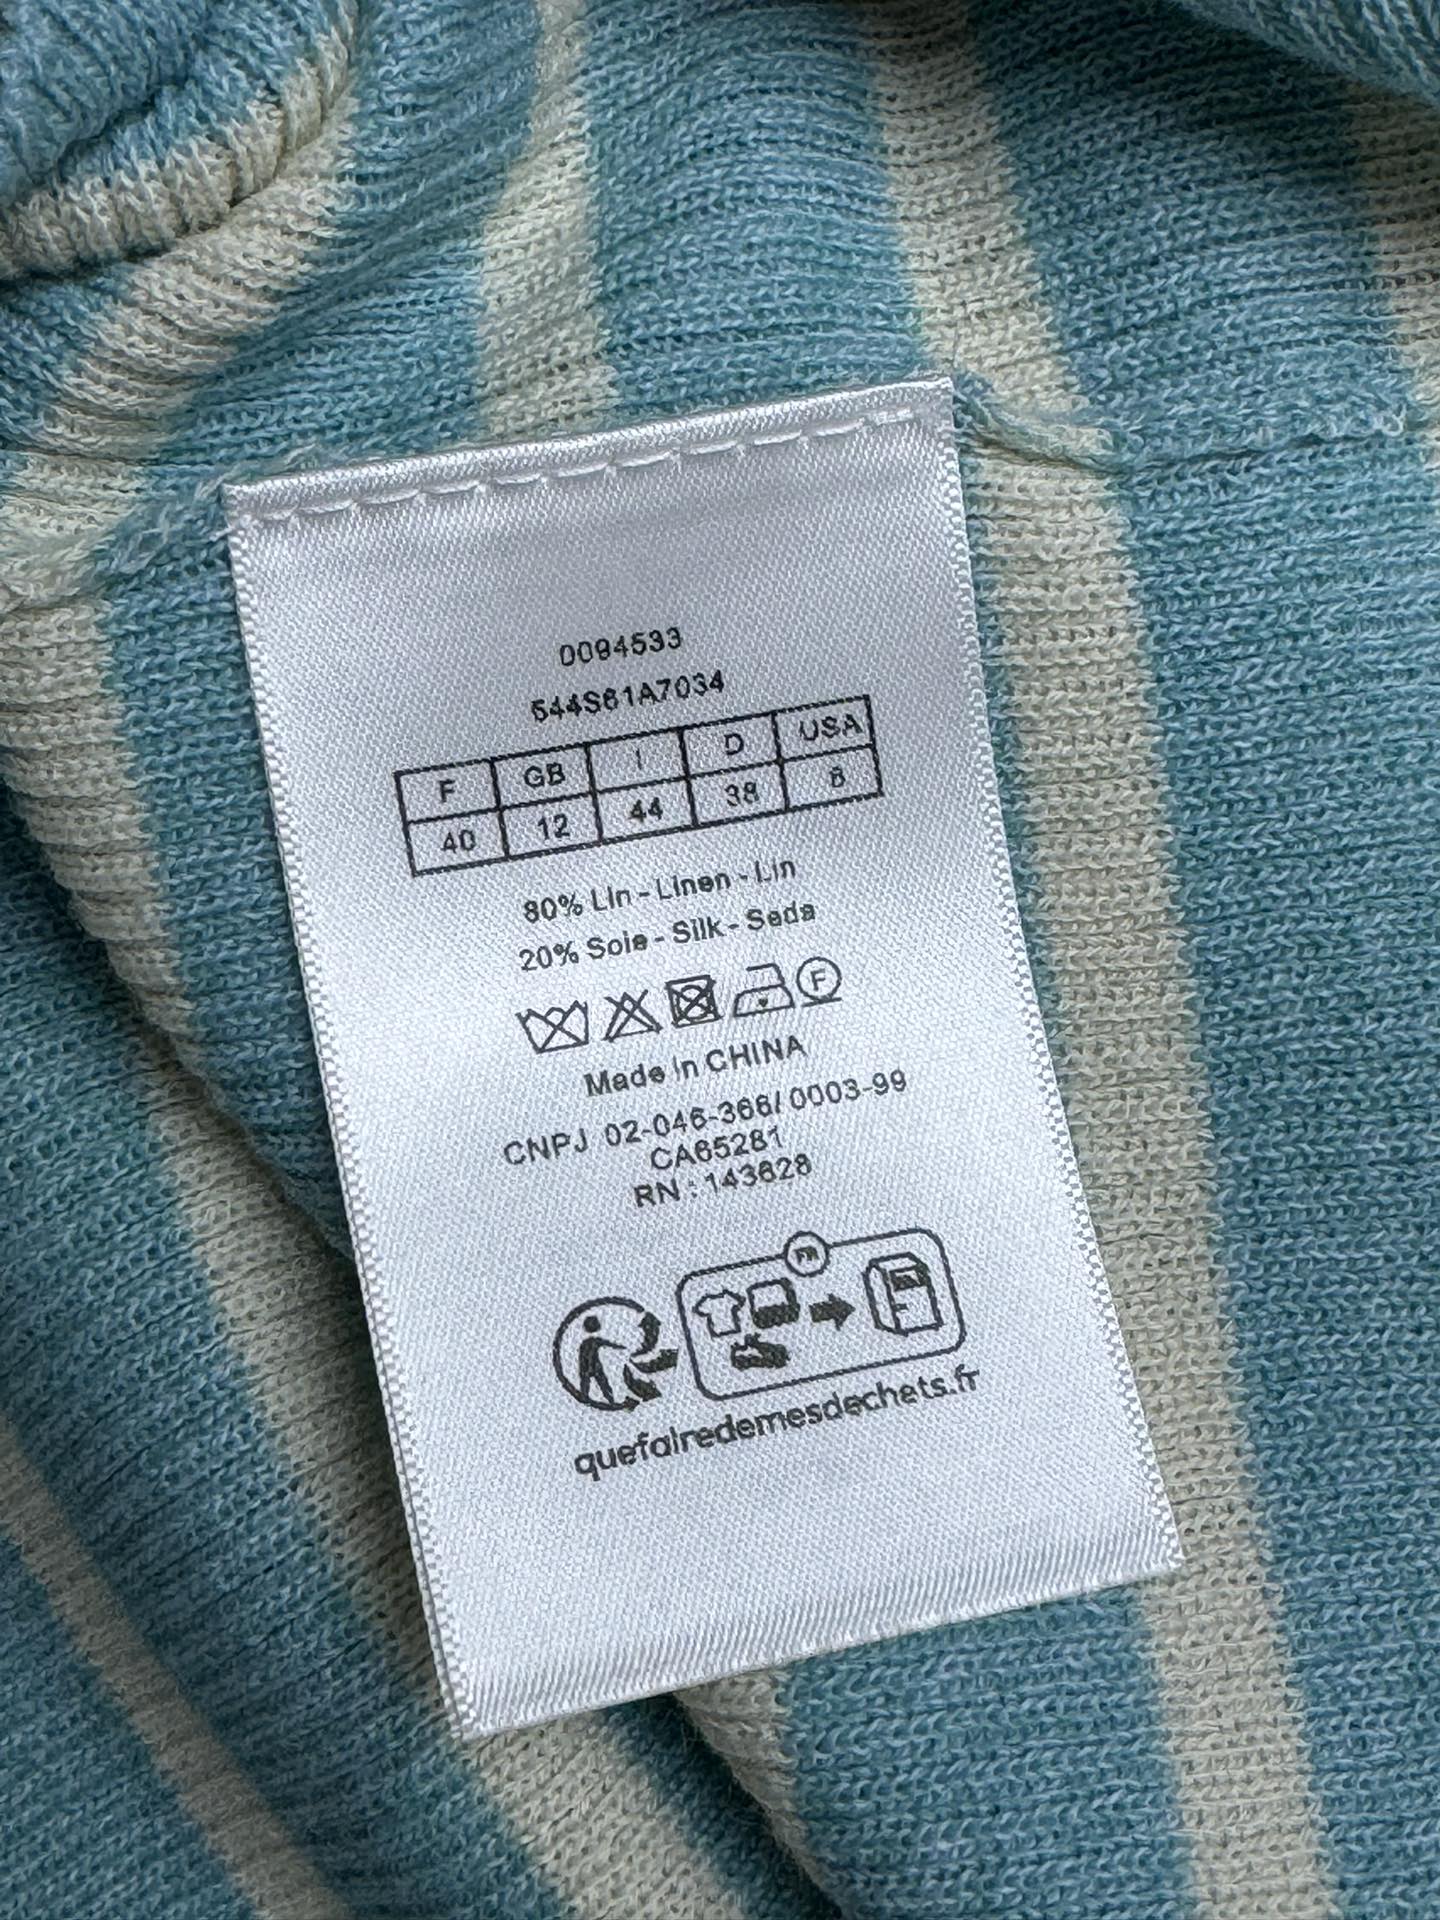 0094533
544S61A7034
F GB I D USA
40 12 44 38 8
80% Lin - Linen - Lin
20% Soie - Silk - Seda
F
Made in CHINA
CNPJ 02-046-366/ 0003-99
CA65281
RN : 143628
FR
quefairedemesdechets.fr